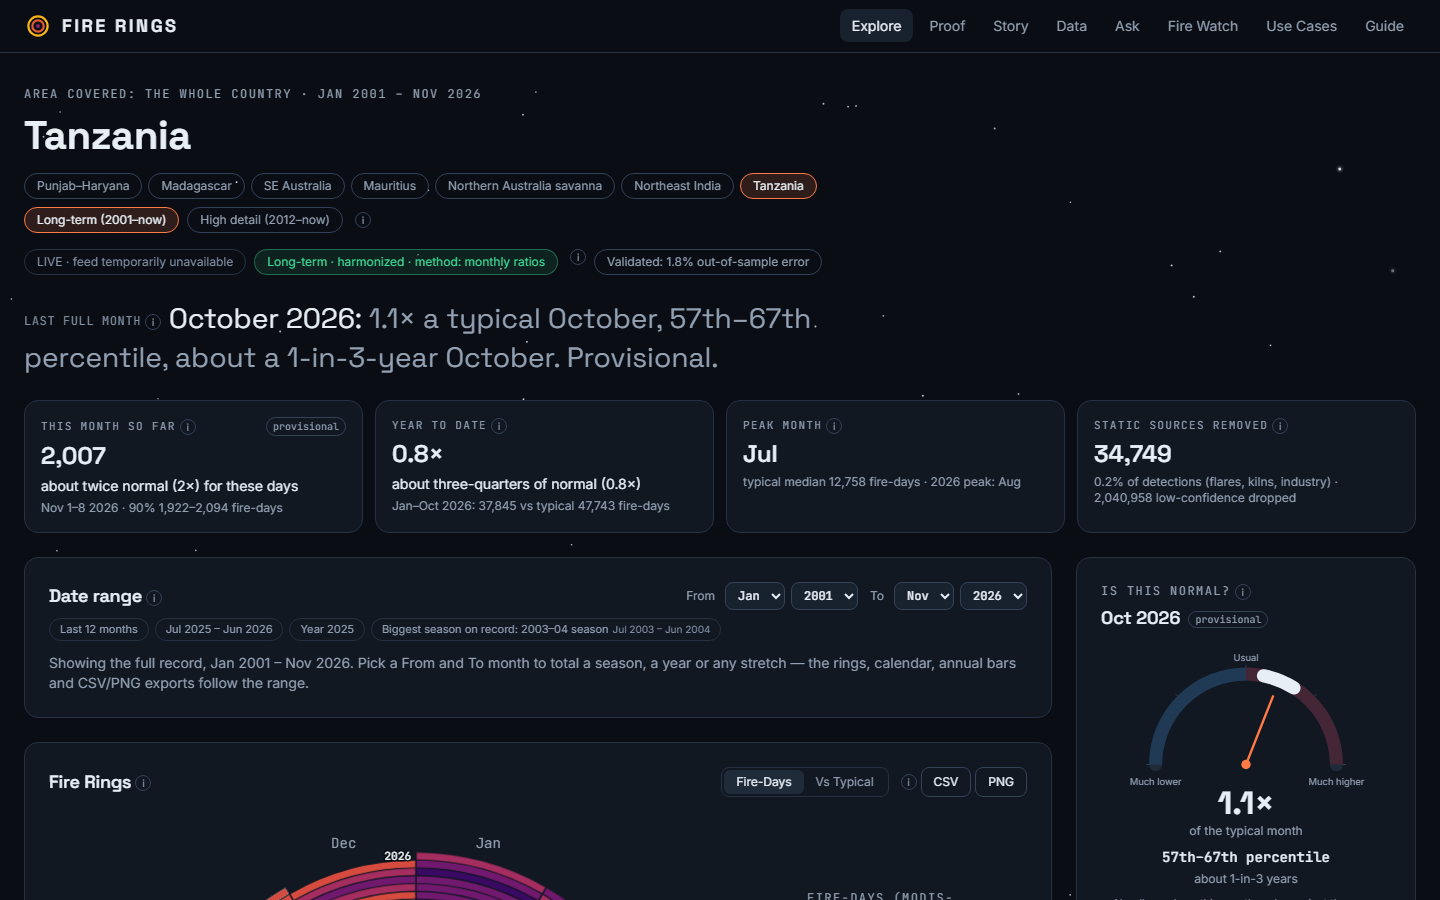 FIRE RINGS
Explore
Proof
Story
Data
Ask
Fire Watch
Use Cases
Guide
AREA COVERED: THE WHOLE COUNTRY · JAN 2001 – NOV 2026
Tanzania
Punjab–Haryana
Madagascar
SE Australia
Mauritius
Northern Australia savanna
Northeast India
Tanzania
Long-term (2001–now)
High detail (2012–now)
LIVE · feed temporarily unavailable
Long-term · harmonized · method: monthly ratios
Validated: 1.8% out-of-sample error
LAST FULL MONTH October 2026: 1.1× a typical October, 57th–67th
percentile, about a 1-in-3-year October. Provisional.
THIS MONTH SO FAR
provisional
2,007
about twice normal (2×) for these days
Nov 1–8 2026 · 90% 1,922–2,094 fire-days
YEAR TO DATE
0.8×
about three-quarters of normal (0.8×)
Jan–Oct 2026: 37,845 vs typical 47,743 fire-days
PEAK MONTH
Jul
typical median 12,758 fire-days · 2026 peak: Aug
STATIC SOURCES REMOVED
34,749
0.2% of detections (flares, kilns, industry) ·
2,040,958 low-confidence dropped
Date range
From
Jan
2001
To
Nov
2026
Last 12 months
Jul 2025 – Jun 2026
Year 2025
Biggest season on record: 2003–04 season Jul 2003 – Jun 2004
Showing the full record, Jan 2001 – Nov 2026. Pick a From and To month to total a season, a year or any stretch — the rings, calendar, annual bars
and CSV/PNG exports follow the range.
Fire Rings
Fire-Days
Vs Typical
CSV
PNG
Dec
Jan
2026
FIRE-DAYS (MODIS-
IS THIS NORMAL?
Oct 2026
provisional
Usual
Much lower
Much higher
1.1×
of the typical month
57th–67th percentile
about 1-in-3 years